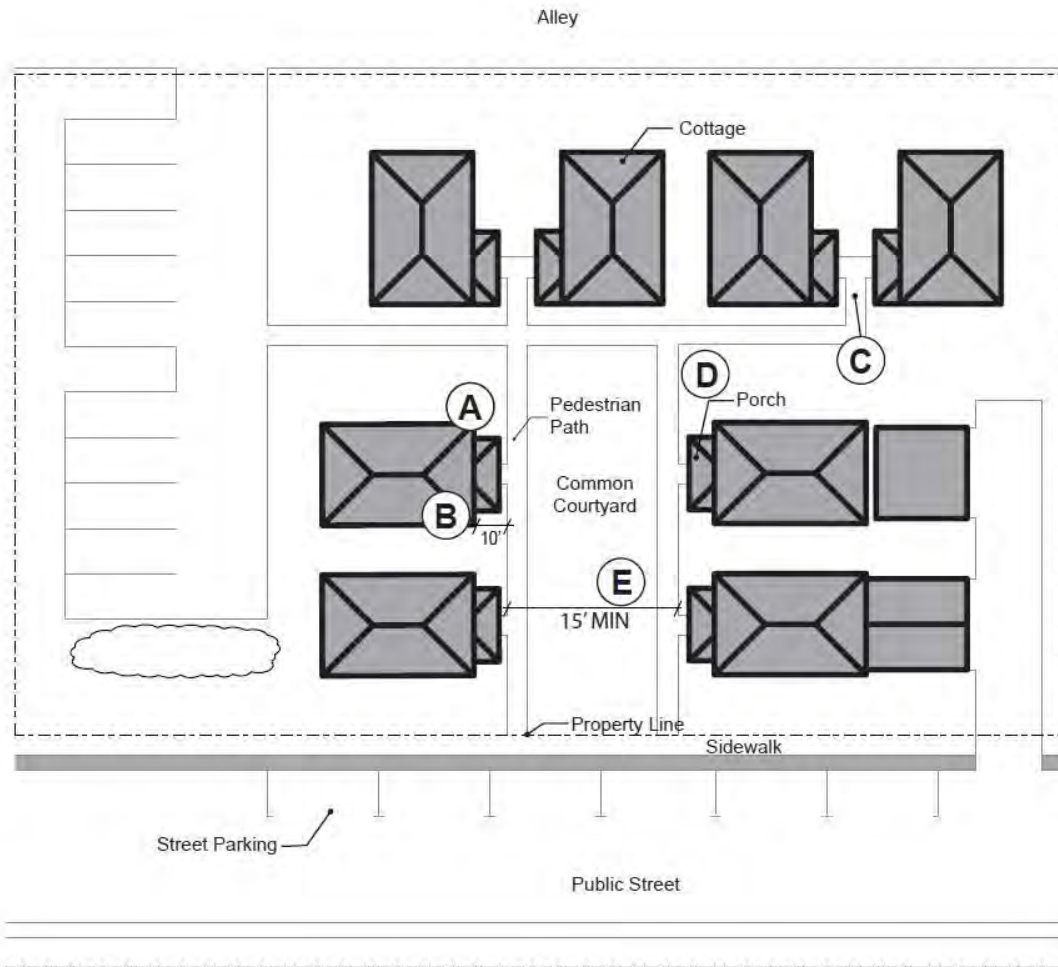 Alley
Cottage
C
D
A
Porch
Pedestrian
Path
Common
Courtyard
B
10'
E
15' MIN
Property Line
Sidewalk
Street Parking
Public Street